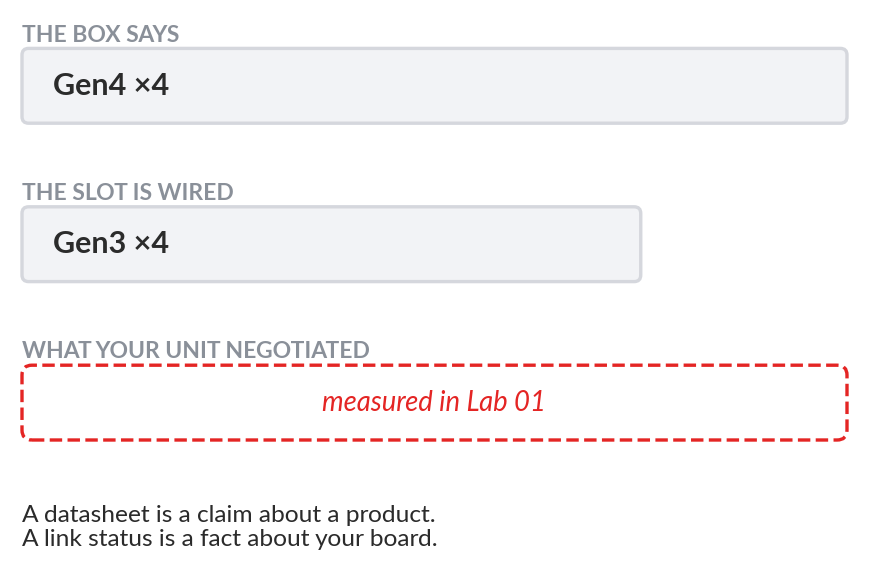 THE BOX SAYS
Gen4 ×4
THE SLOT IS WIRED
Gen3 ×4
WHAT YOUR UNIT NEGOTIATED
measured in Lab 01
A datasheet is a claim about a product.
A link status is a fact about your board.